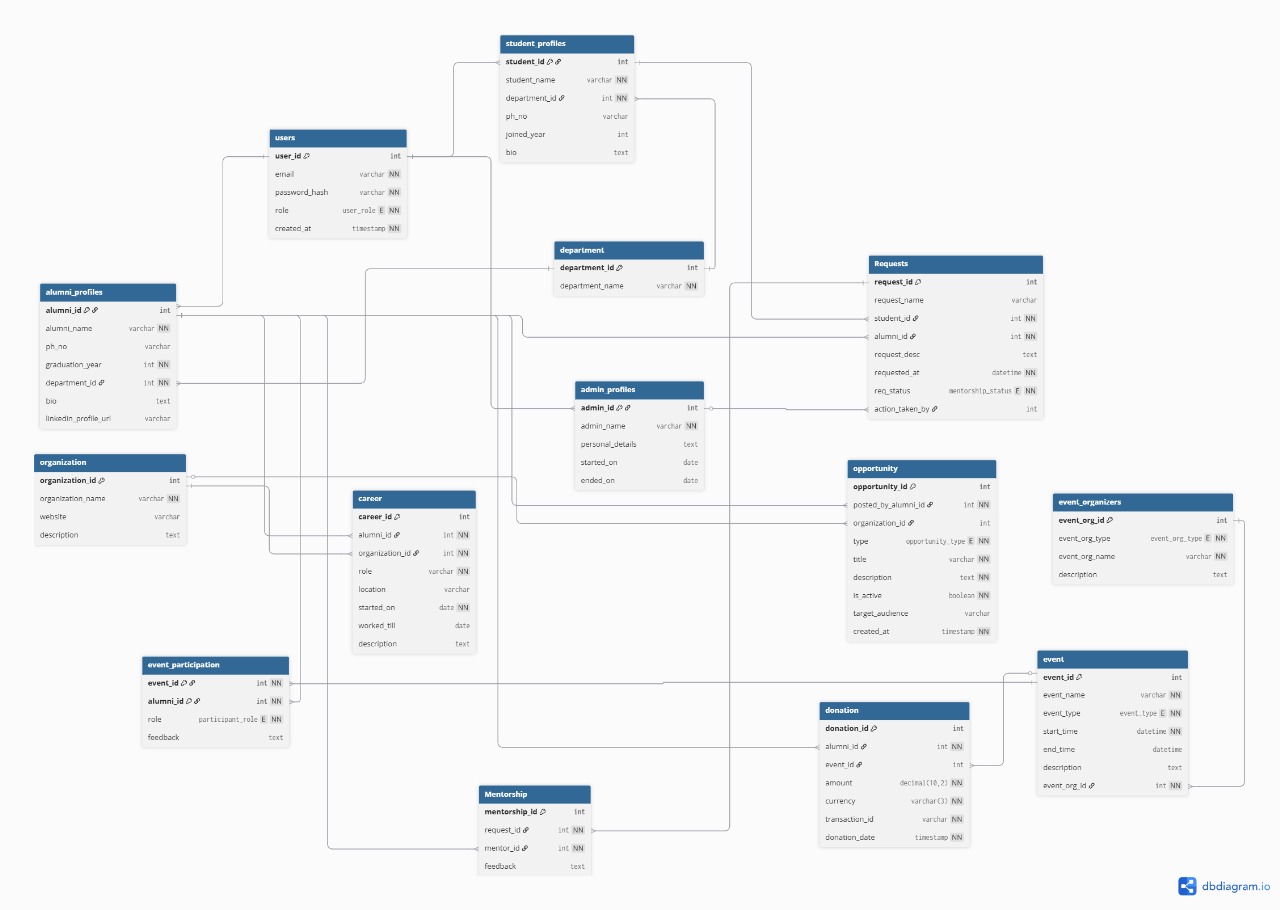 student_profiles
student_id int
student_name varchar NN
department_id int NN
ph_no varchar
joined_year int
bio text
users
user_id int
email varchar NN
password_hash varchar NN
role user_role E NN
created_at timestamp NN
department
department_id int
department_name varchar NN
Requests
request_id int
request_name varchar
student_id int NN
alumni_id int NN
request_desc text
requested_at datetime NN
req_status mentorship_status E NN
action_taken_by int
alumni_profiles
alumni_id int
alumni_name varchar NN
ph_no varchar
graduation_year int NN
department_id int NN
bio text
linkedin_profile_url varchar
admin_profiles
admin_id int
admin_name varchar NN
personal_details text
started_on date
ended_on date
organization
organization_id int
organization_name varchar NN
website varchar
description text
career
career_id int
alumni_id int NN
organization_id int NN
role varchar NN
location varchar
started_on date NN
worked_till date
description text
opportunity
opportunity_id int
posted_by_alumni_id int NN
organization_id int
type opportunity_type E NN
title varchar NN
description text NN
is_active boolean NN
target_audience varchar
created_at timestamp NN
event_organizers
event_org_id int
event_org_type event_org_type E NN
event_org_name varchar NN
description text
event_participation
event_id int NN
alumni_id int NN
role participant_role E NN
feedback text
event
event_id int
event_name varchar NN
event_type event_type E NN
start_time datetime NN
end_time datetime
description text
event_org_id int NN
donation
donation_id int
alumni_id int NN
event_id int
amount decimal(10,2) NN
currency varchar(3) NN
transaction_id varchar NN
donation_date timestamp NN
Mentorship
mentorship_id int
request_id int NN
mentor_id int NN
feedback text
dbdiagram.io